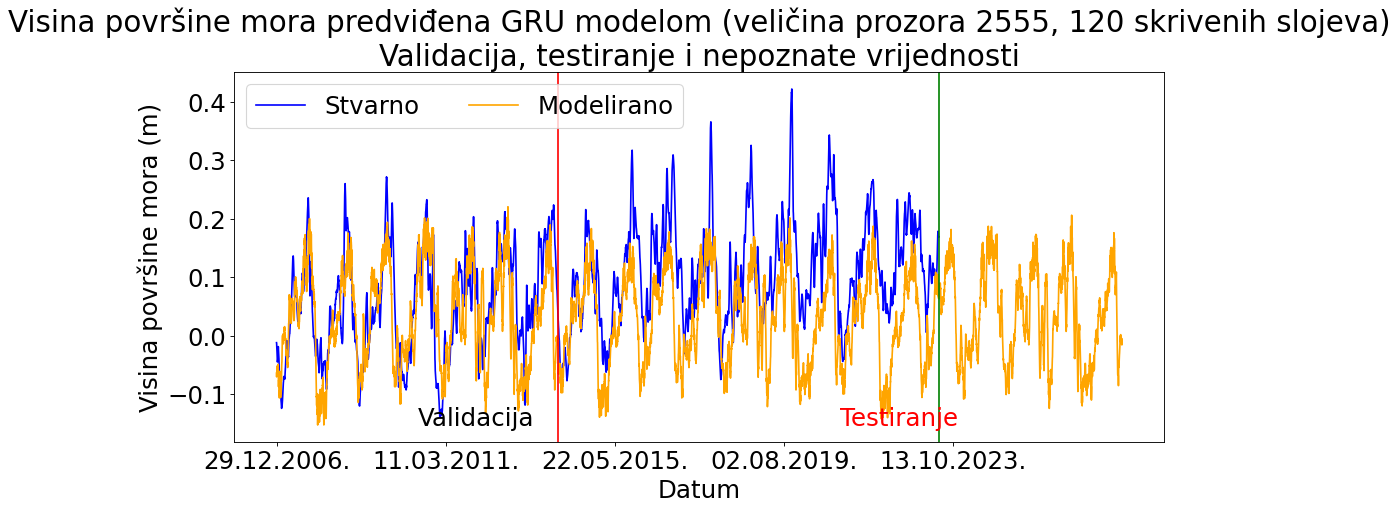 Visina površine mora predviđena GRU modelom (veličina prozora 2555, 120 skrivenih slojeva)
Validacija, testiranje i nepoznate vrijednosti
Stvarno Modelirano
Visina površine mora (m)
0.4
0.3
0.2
0.1
0.0
−0.1
Validacija Testiranje
29.12.2006. 11.03.2011. 22.05.2015. 02.08.2019. 13.10.2023.
Datum